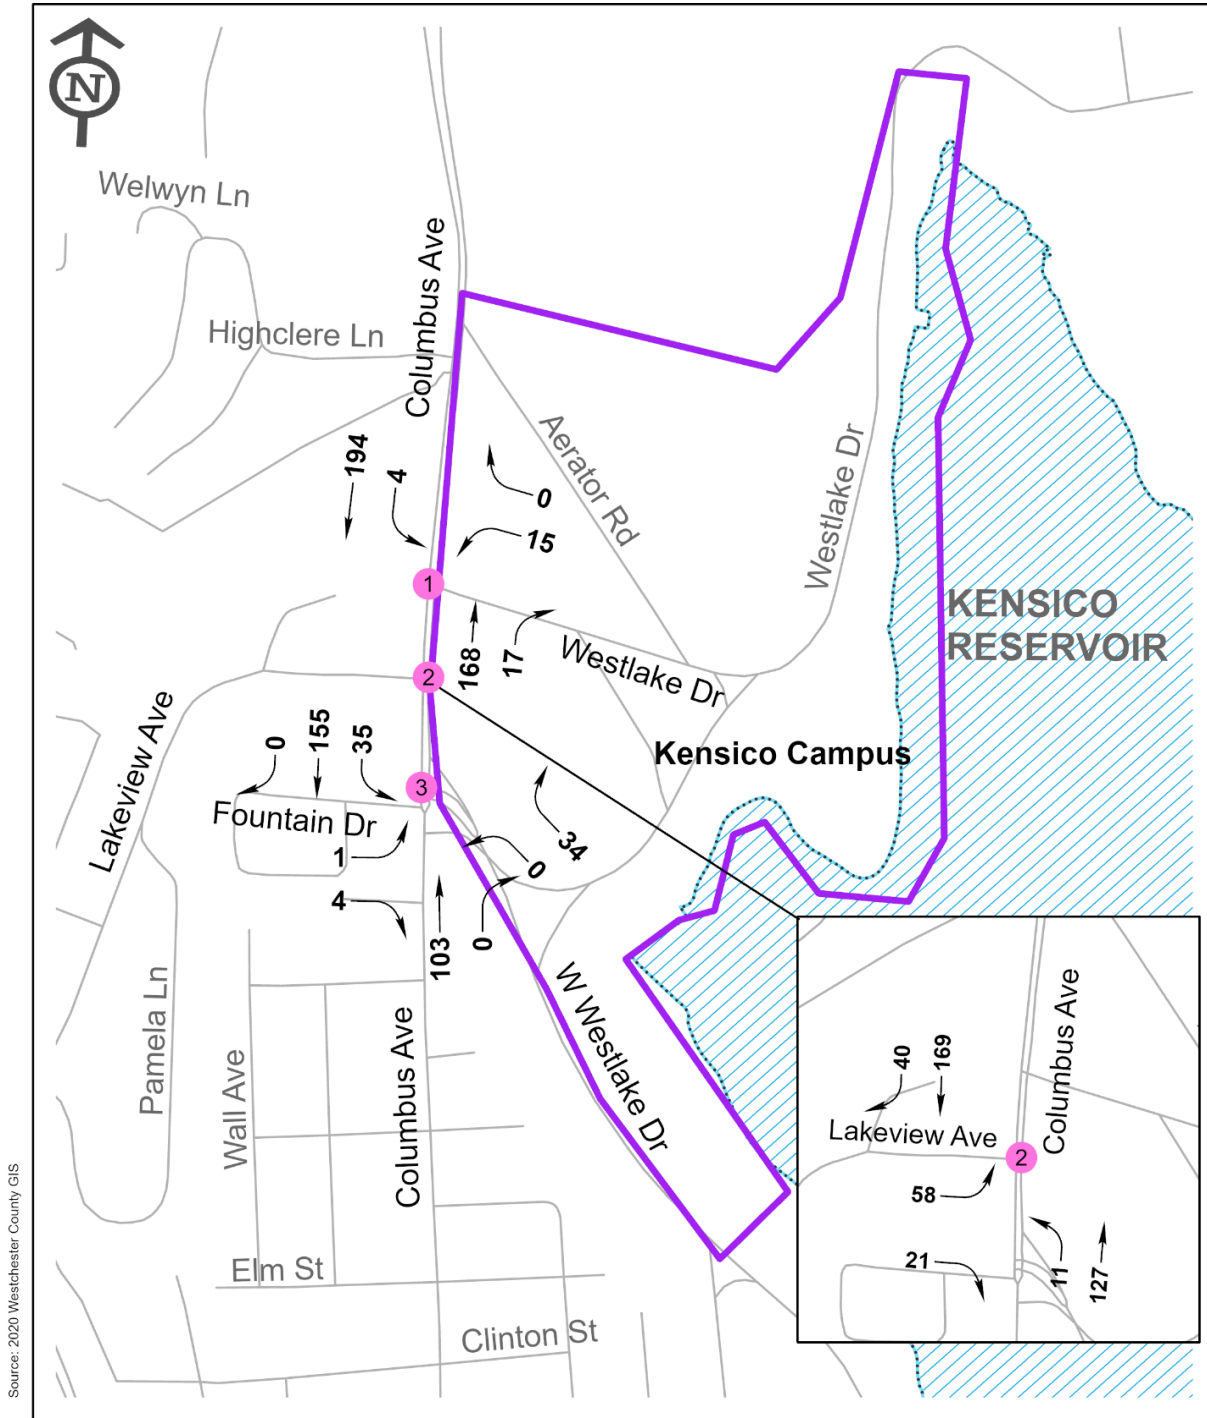 N
Welwyn Ln
Highclere Ln
Columbus Ave
Aerator Rd
Westlake Dr
194
4
0
15
1
168
17
Westlake Dr
KENSICO
RESERVOIR
2
Lakeview Ave
0
155
35
3
Kensico Campus
Fountain Dr
1
34
0
4
103
0
Pamela Ln
Wall Ave
Columbus Ave
W Westlake Dr
Elm St
Clinton St
40
169
Columbus Ave
Lakeview Ave
2
58
21
11
127
Source: 2020 Westchester County GIS